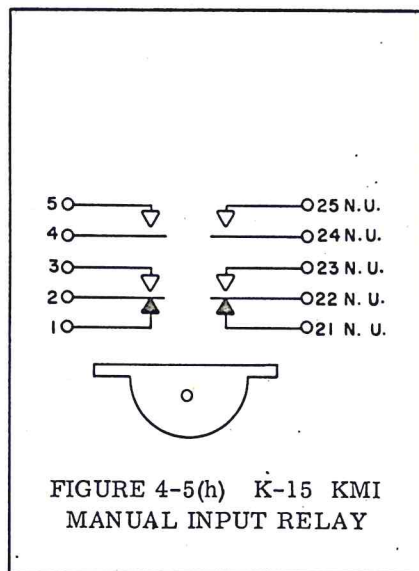 5 25 N.U.
4 24 N.U.
3 23 N.U.
2 22 N.U.
1 21 N.U.
FIGURE 4-5(h) K-15 KMI
MANUAL INPUT RELAY